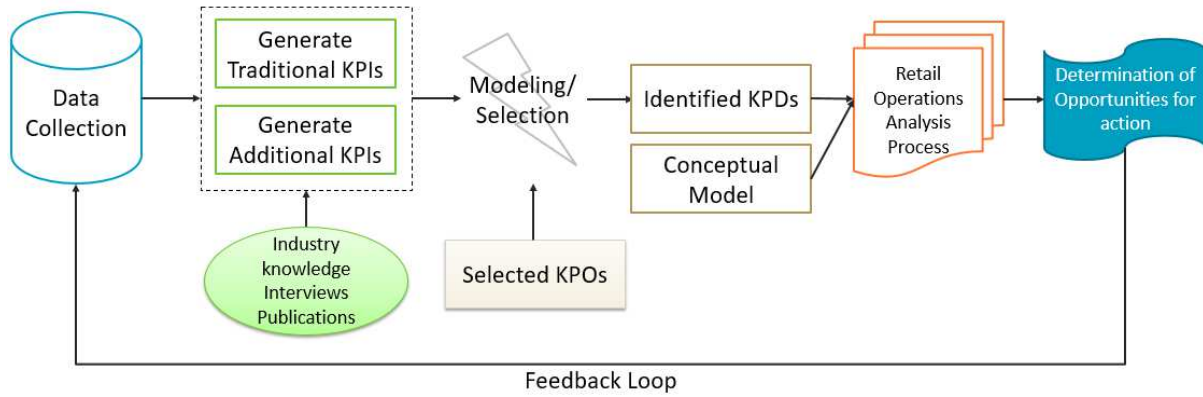 Data
Collection
Generate
Traditional KPIs
Generate
Additional KPIs
Industry
knowledge
Interviews
Publications
Modeling/
Selection
Selected KPOs
Identified KPDs
Conceptual
Model
Retail
Operations
Analysis
Process
Determination of
Opportunities for
action
Feedback Loop